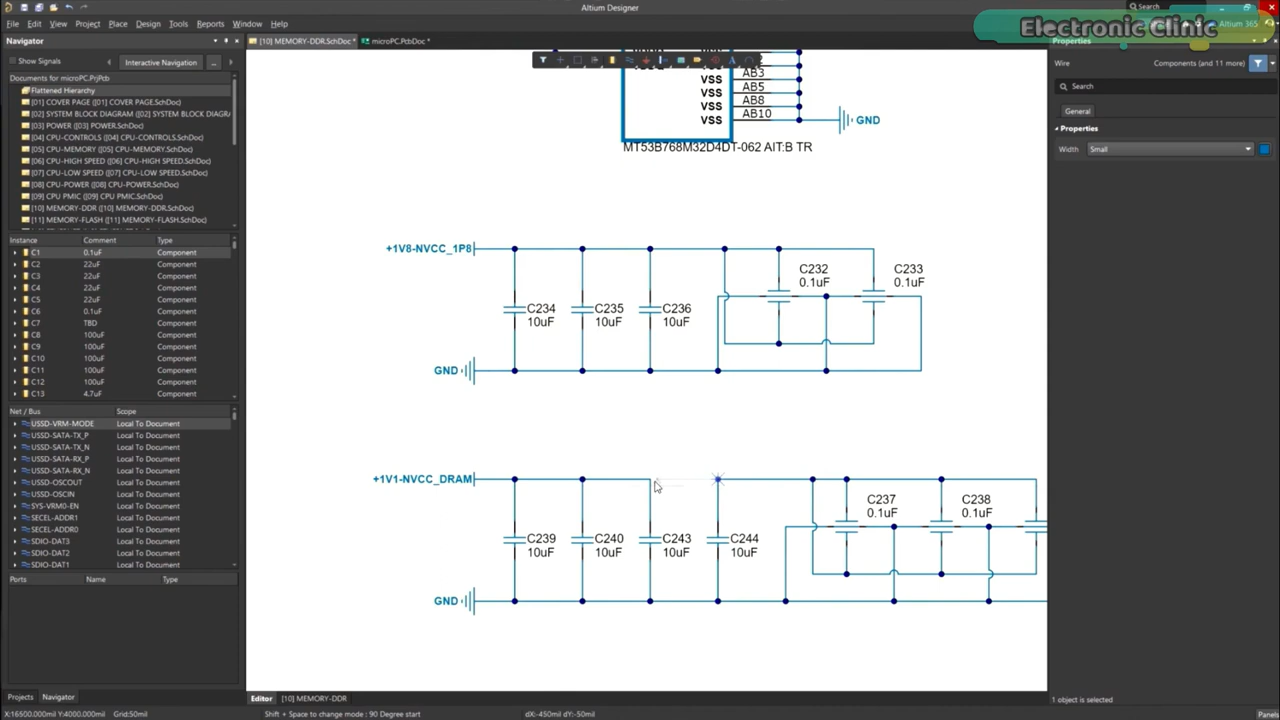 Altium Designer
Search
File Edit View Project Place Design Tools Reports Window Help
Altium 365
Electronic Clinic
Navigator
[10] MEMORY-DDR.SchDoc *
microPC.PcbDoc *
Properties
Show Signals
Interactive Navigation
...
Documents for microPC.PrjPcb
Flattened Hierarchy
[01] COVER PAGE ([01] COVER PAGE.SchDoc)
[02] SYSTEM BLOCK DIAGRAM ([02] SYSTEM BLOCK DIAGRA
[03] POWER ([03] POWER.SchDoc)
[04] CPU-CONTROLS ([04] CPU-CONTROLS.SchDoc)
[05] CPU-MEMORY ([05] CPU-MEMORY.SchDoc)
[06] CPU-HIGH SPEED ([06] CPU-HIGH SPEED.SchDoc)
[07] CPU-LOW SPEED ([07] CPU-LOW SPEED.SchDoc)
[08] CPU-POWER ([08] CPU-POWER.SchDoc)
[09] CPU PMIC ([09] CPU PMIC.SchDoc)
[10] MEMORY-DDR ([10] MEMORY-DDR.SchDoc)
[11] MEMORY-FLASH ([11] MEMORY-FLASH.SchDoc)
Instance Comment Type
C1 0.1uF Component
C2 22uF Component
C3 22uF Component
C4 22uF Component
C5 22uF Component
C6 0.1uF Component
C7 TBD Component
C8 100uF Component
C9 100uF Component
C10 100uF Component
C11 100uF Component
C12 100uF Component
C13 4.7uF Component
Net / Bus Scope
USSD-VRM-MODE Local To Document
USSD-SATA-TX_P Local To Document
USSD-SATA-TX_N Local To Document
USSD-SATA-RX_P Local To Document
USSD-SATA-RX_N Local To Document
USSD-OSCOUT Local To Document
USSD-OSCIN Local To Document
SYS-VRM0-EN Local To Document
SECEL-ADDR1 Local To Document
SECEL-ADDR0 Local To Document
SDIO-DAT3 Local To Document
SDIO-DAT2 Local To Document
SDIO-DAT1 Local To Document
Ports Name Type
Projects Navigator
VSS AB3
VSS AB5
VSS AB8
VSS AB10
GND
MT53B768M32D4DT-062 AIT:B TR
+1V8-NVCC_1P8
C232
0.1uF
C233
0.1uF
C234
10uF
C235
10uF
C236
10uF
GND
+1V1-NVCC_DRAM
C237
0.1uF
C238
0.1uF
C239
10uF
C240
10uF
C243
10uF
C244
10uF
GND
Wire Components (and 11 more)
Search
General
Properties
Width Small
1 object is selected
Editor [10] MEMORY-DDR
X:16500.000mil Y:4000.000mil Grid:50mil Shift + Space to change mode : 90 Degree start dX:-450mil dY:-50mil Panels